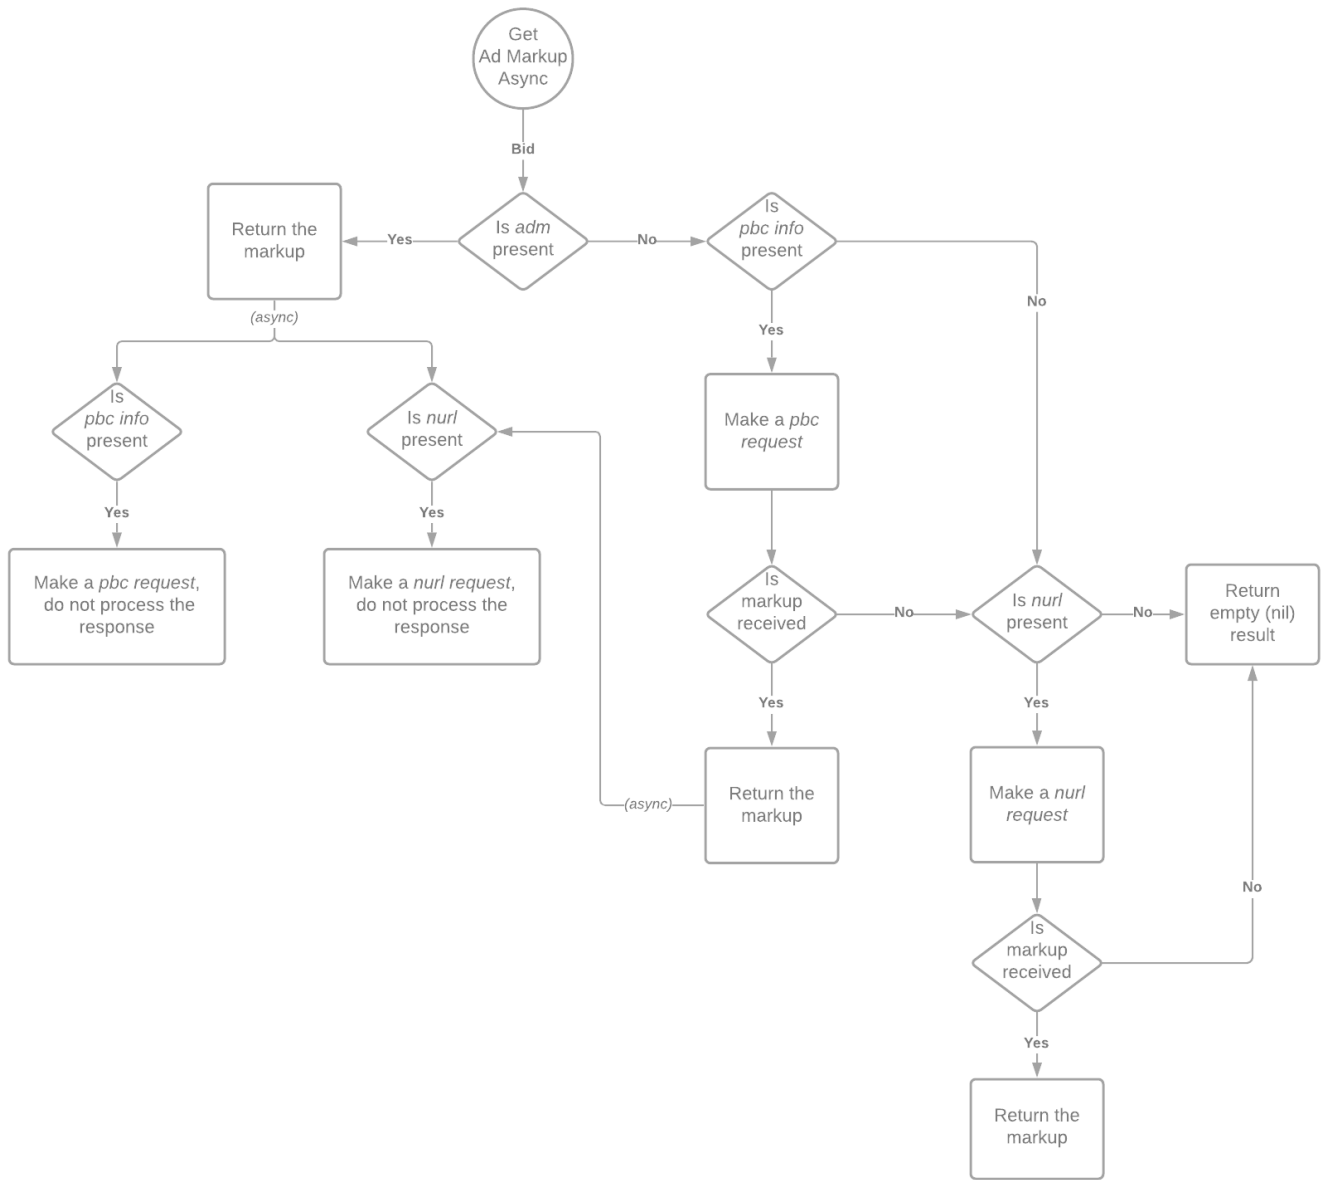 Get
Ad Markup
Async
Bid
Return the
markup
Yes
Is adm
present
No
Is
pbc info
present
No
(async)
Yes
Is
pbc info
present
Is nurl
present
Make a pbc
request
Yes
Yes
Make a pbc request,
do not process the
response
Make a nurl request,
do not process the
response
Is
markup
received
No
Is nurl
present
No
Return
empty (nil)
result
Yes
Yes
(async)
Return the
markup
Make a nurl
request
No
Is
markup
received
Yes
Return the
markup